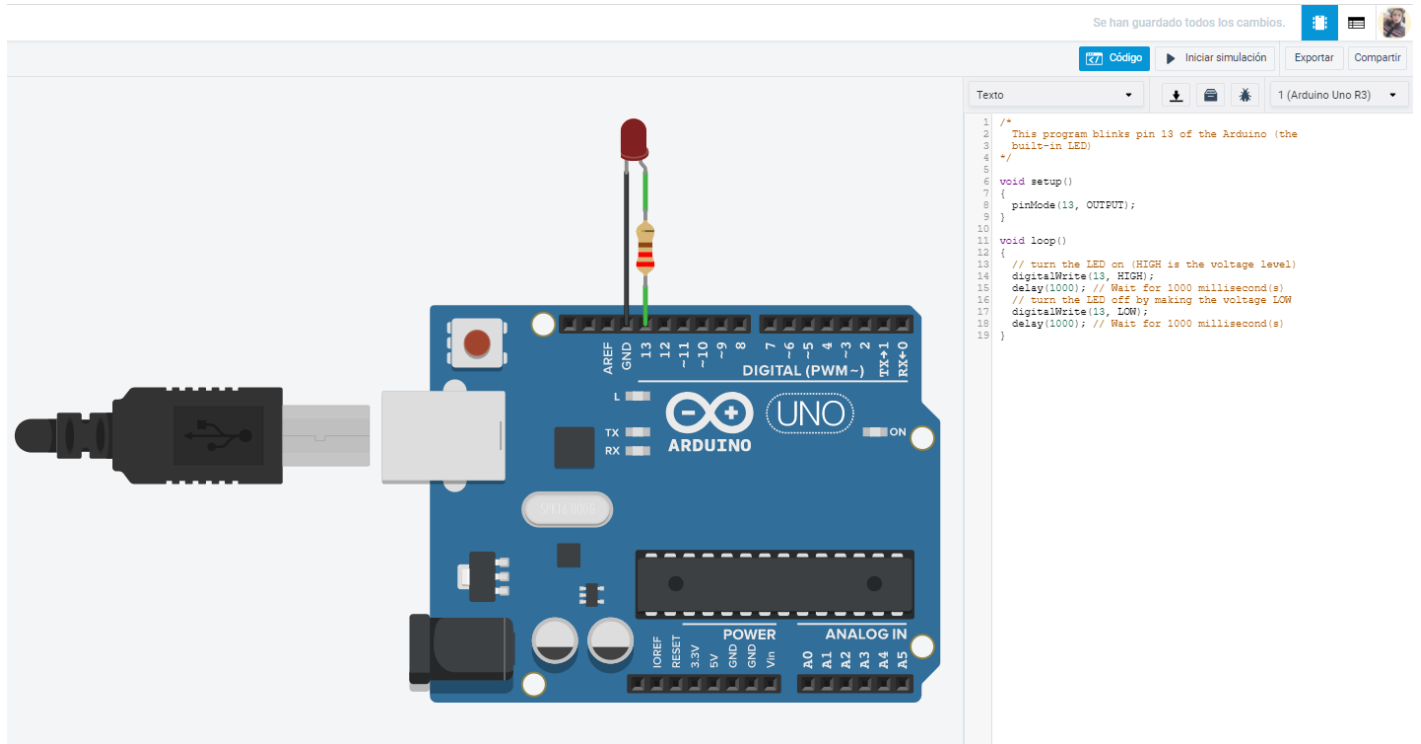 Se han guardado todos los cambios.
Código
Iniciar simulación
Exportar
Compartir
Texto
1 (Arduino Uno R3)
1 /*
2 This program blinks pin 13 of the Arduino (the
3 built-in LED)
4 */
5
6 void setup()
7 {
8 pinMode(13, OUTPUT);
9 }
10
11 void loop()
12 {
13 // turn the LED on (HIGH is the voltage level)
14 digitalWrite(13, HIGH);
15 delay(1000); // Wait for 1000 millisecond(s)
16 // turn the LED off by making the voltage LOW
17 digitalWrite(13, LOW);
18 delay(1000); // Wait for 1000 millisecond(s)
19 }
AREF
GND
13
12
~11
~10
~9
8
7
~6
~5
4
~3
2
TX→1
RX←0
DIGITAL (PWM~)
L
TX
RX
ARDUINO
UNO
ON
POWER
ANALOG IN
IOREF
RESET
3.3V
5V
GND
GND
Vin
A0
A1
A2
A3
A4
A5